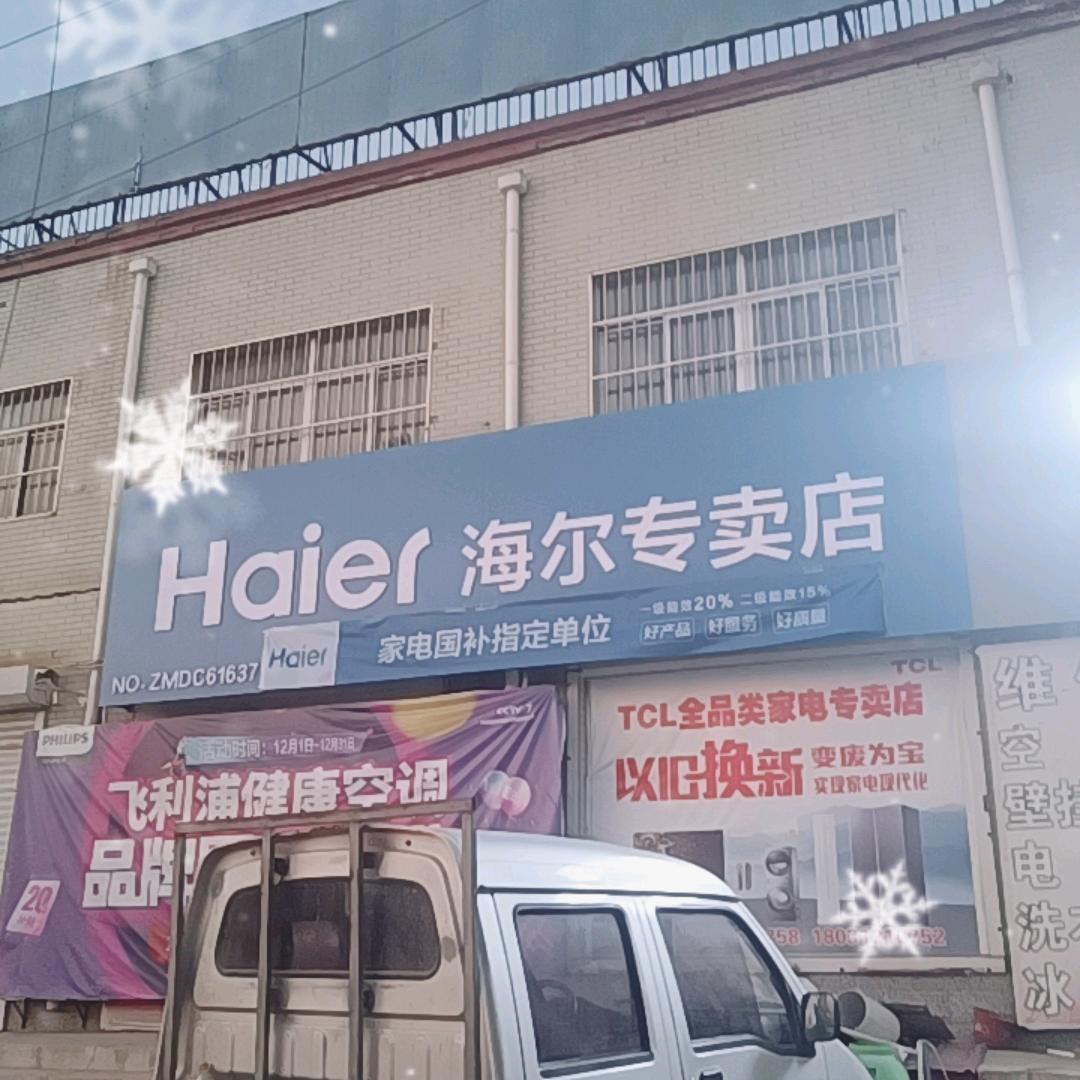 Haier 海尔专卖店
一级能效20% 二级能效15%
Haier 家电国补指定单位 好产品 好服务 好质量
NO.ZMDC61637
PHILIPS
CCTV.7
活动时间：12月1日-12月31日
飞利浦健康空调
品牌
20
TCL
TCL全品类家电专卖店
以旧换新 变废为宝
实现家电现代化
维
空
壁挂
电
洗衣
冰